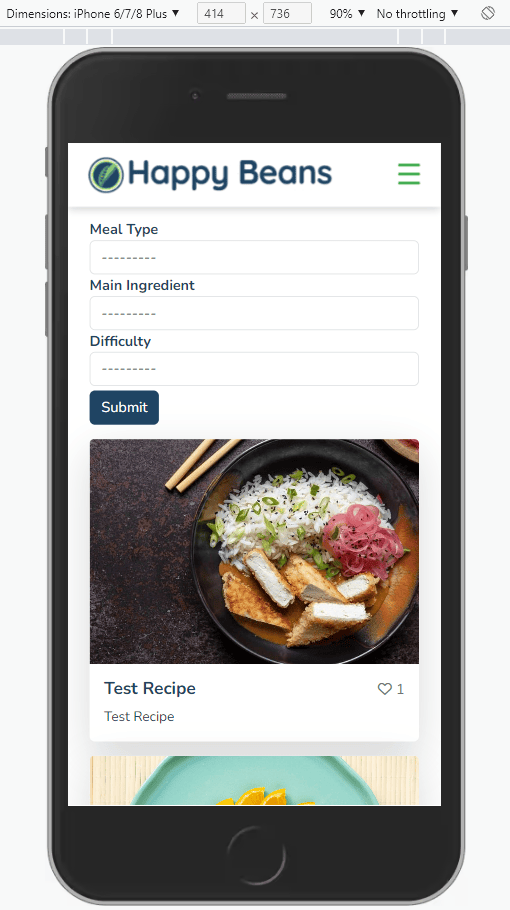 Dimensions: iPhone 6/7/8 Plus ▼ 414 × 736 90% ▼ No throttling ▼
Happy Beans
Meal Type
---------
Main Ingredient
---------
Difficulty
---------
Submit
Test Recipe 1
Test Recipe